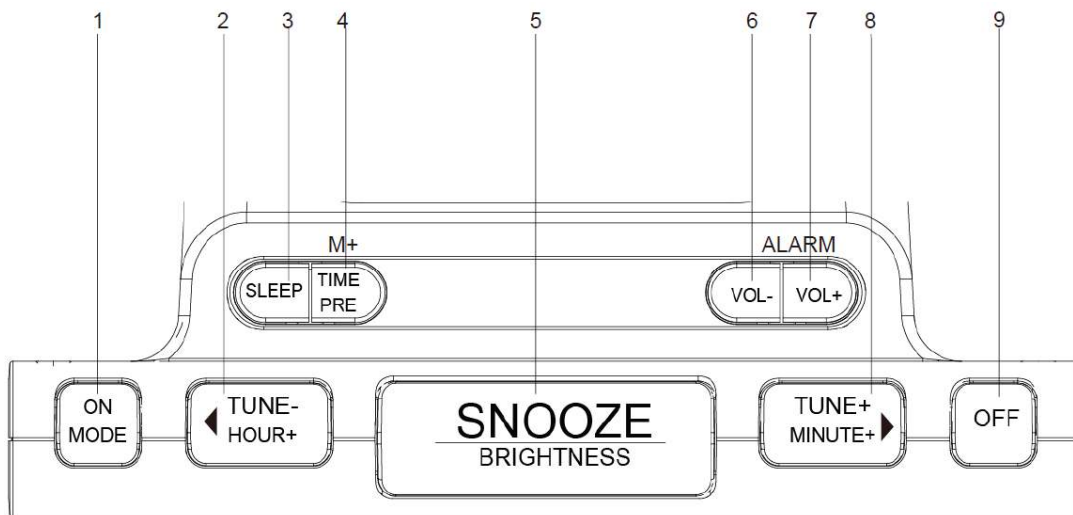 1 2 3 4 5 6 7 8 9
M+ ALARM
SLEEP TIME PRE VOL- VOL+
ON MODE
TUNE-
HOUR+
SNOOZE
BRIGHTNESS
TUNE+
MINUTE+
OFF